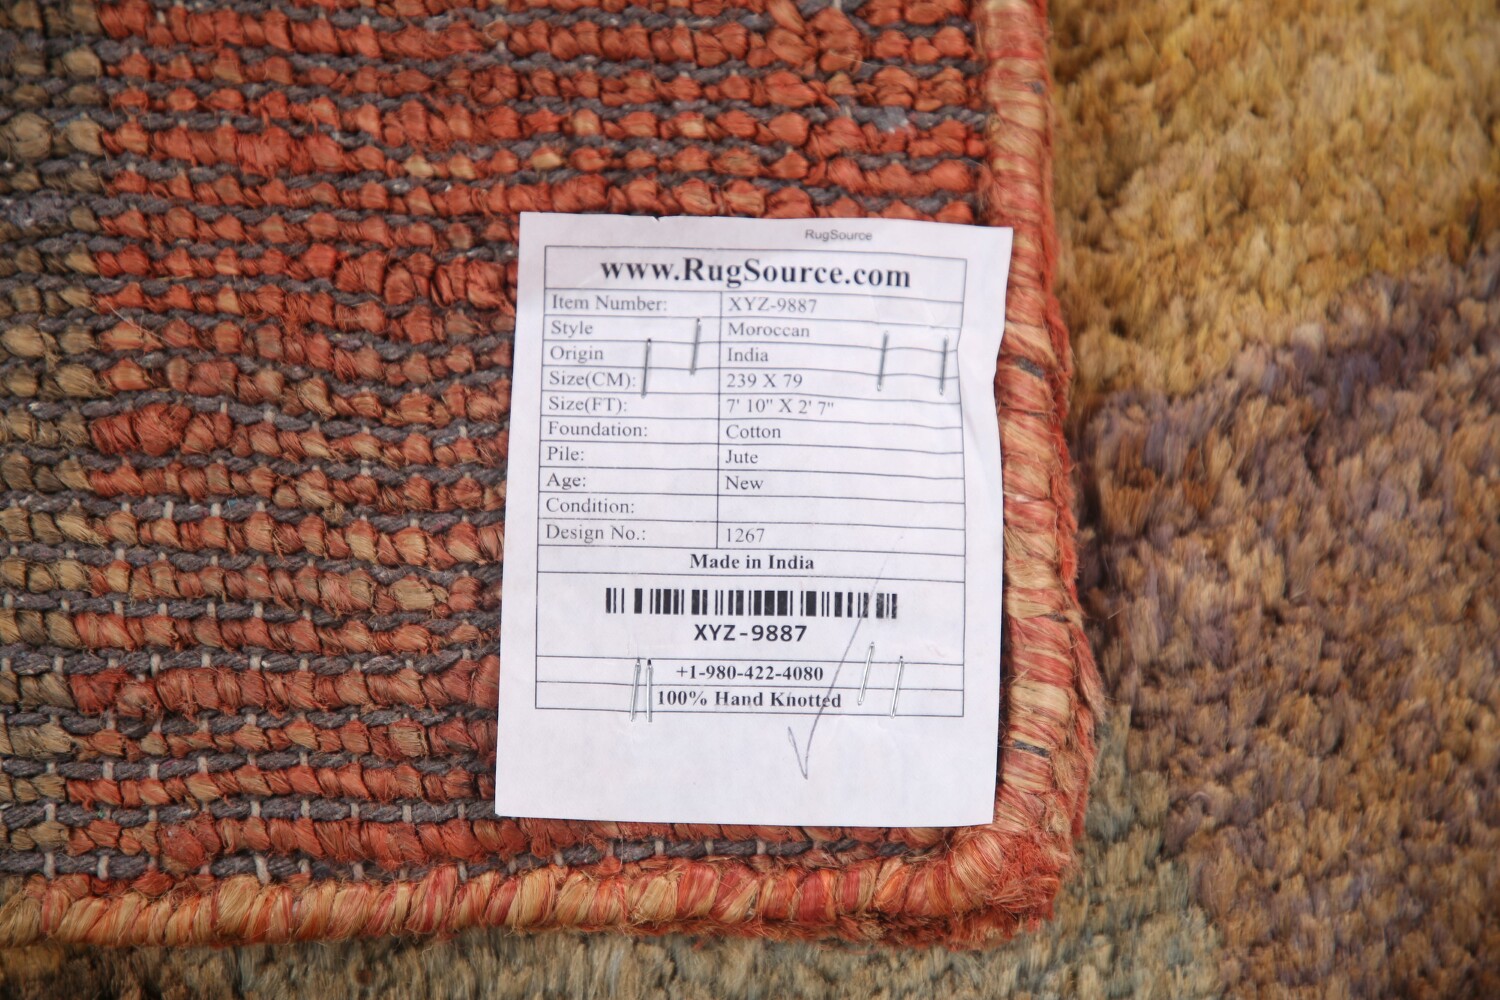 RugSource
www.RugSource.com
Item Number: XYZ-9887
Style Moroccan
Origin India
Size(CM): 239 X 79
Size(FT): 7' 10" X 2' 7"
Foundation: Cotton
Pile: Jute
Age: New
Condition:
Design No.: 1267
Made in India
XYZ-9887
+1-980-422-4080
100% Hand Knotted